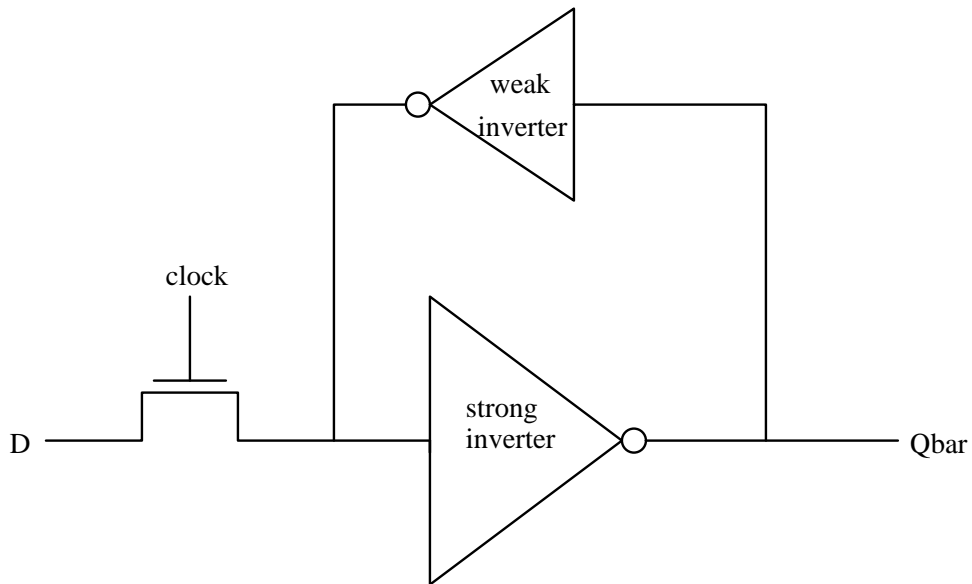 weak
inverter
clock
strong
inverter
D
Qbar